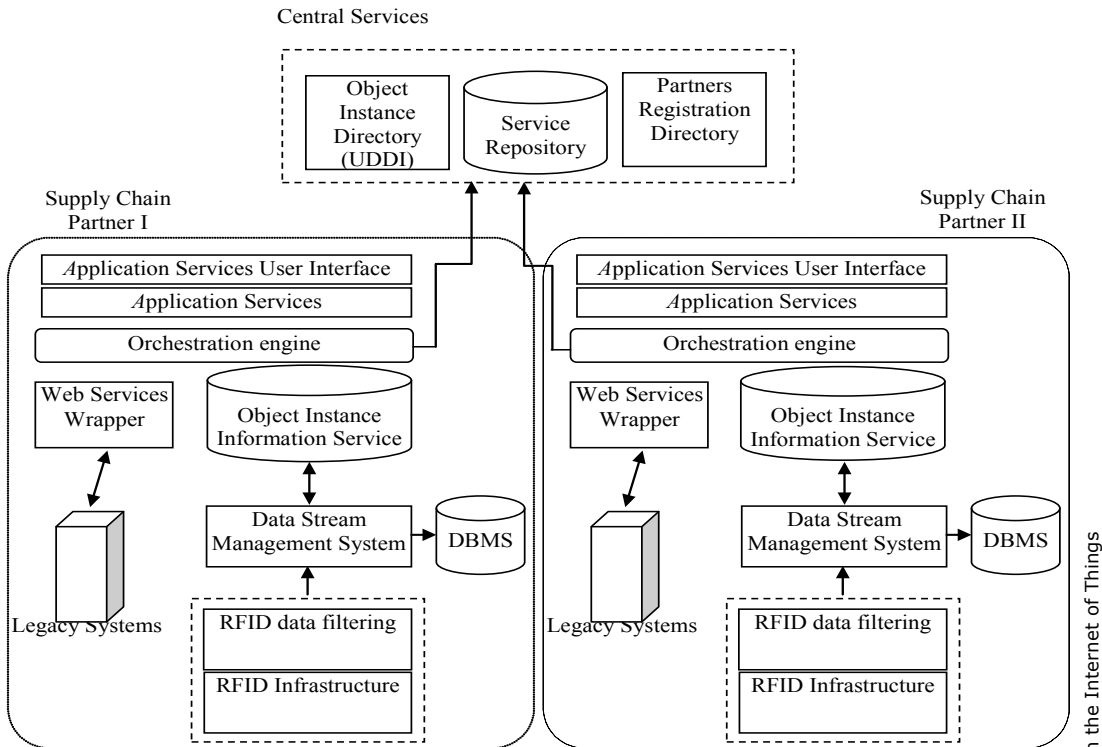 Central Services
Object
Instance
Directory
(UDDI)
Service
Repository
Partners
Registration
Directory
Supply Chain
Partner I
Application Services User Interface
Application Services
Orchestration engine
Web Services
Wrapper
Object Instance
Information Service
Data Stream
Management System
DBMS
Legacy Systems
RFID data filtering
RFID Infrastructure
Supply Chain
Partner II
Application Services User Interface
Application Services
Orchestration engine
Web Services
Wrapper
Object Instance
Information Service
Data Stream
Management System
DBMS
Legacy Systems
RFID data filtering
RFID Infrastructure
the Internet of Things